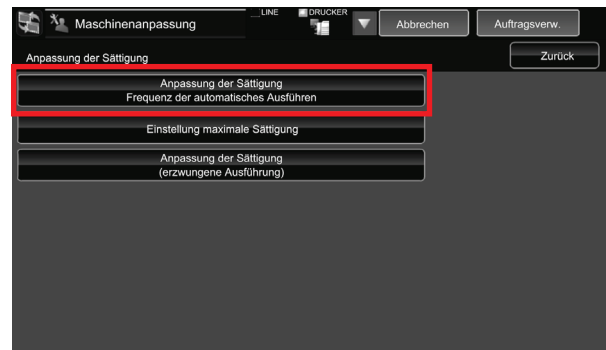 Maschinenanpassung
LINE
DRUCKER
Abbrechen
Auftragsverw.
Anpassung der Sättigung
Zurück
Anpassung der Sättigung
Frequenz der automatisches Ausführen
Einstellung maximale Sättigung
Anpassung der Sättigung
(erzwungene Ausführung)